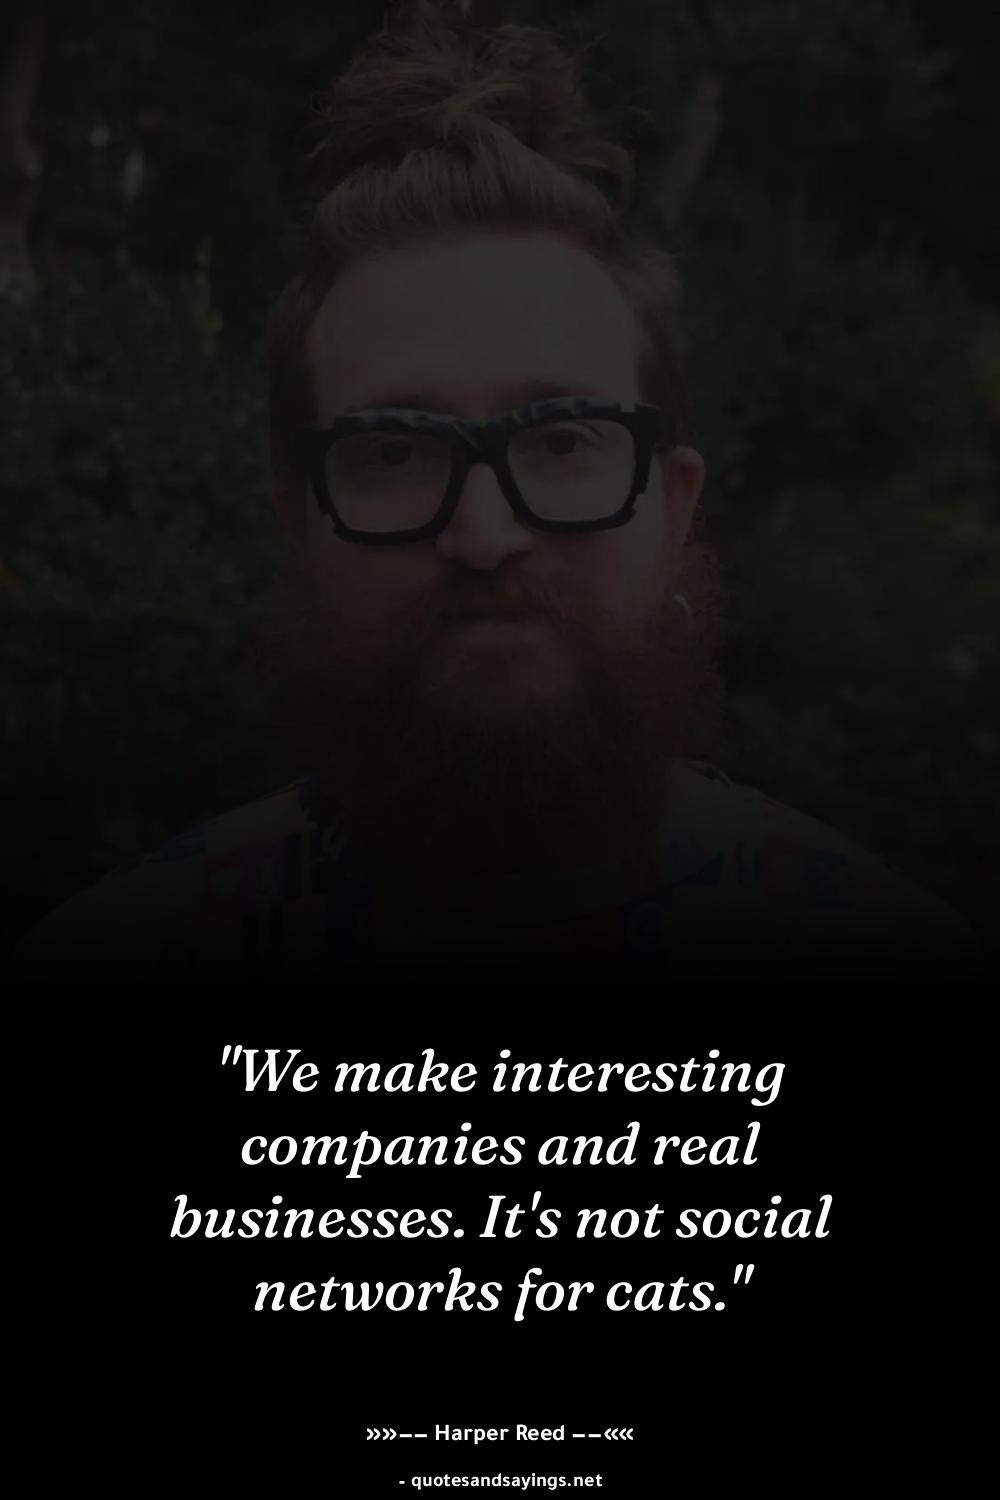 "We make interesting
companies and real
businesses. It's not social
networks for cats."
»»–– Harper Reed ––««
- quotesandsayings.net